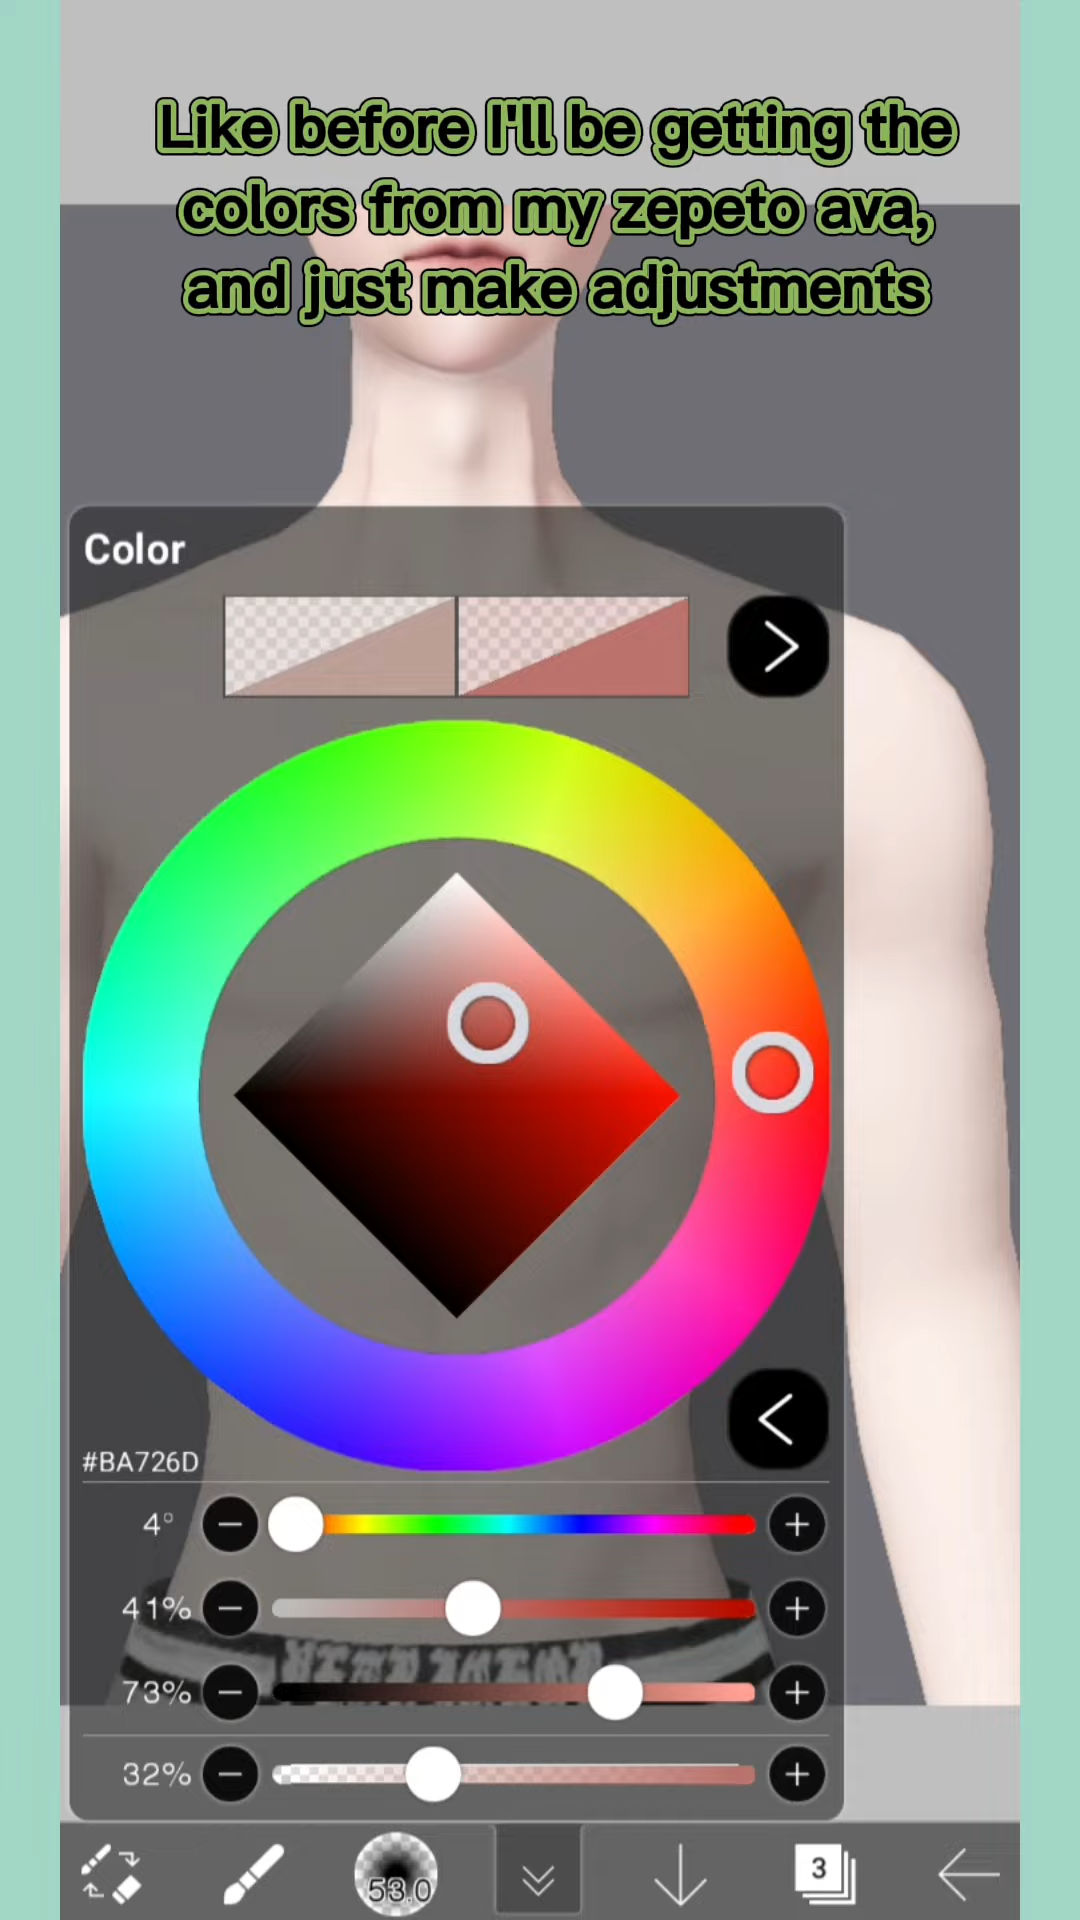 Like before I'll be getting the
colors from my zepeto ava,
and just make adjustments
Color
#BA726D
4°
41%
73%
32%
53.0
3